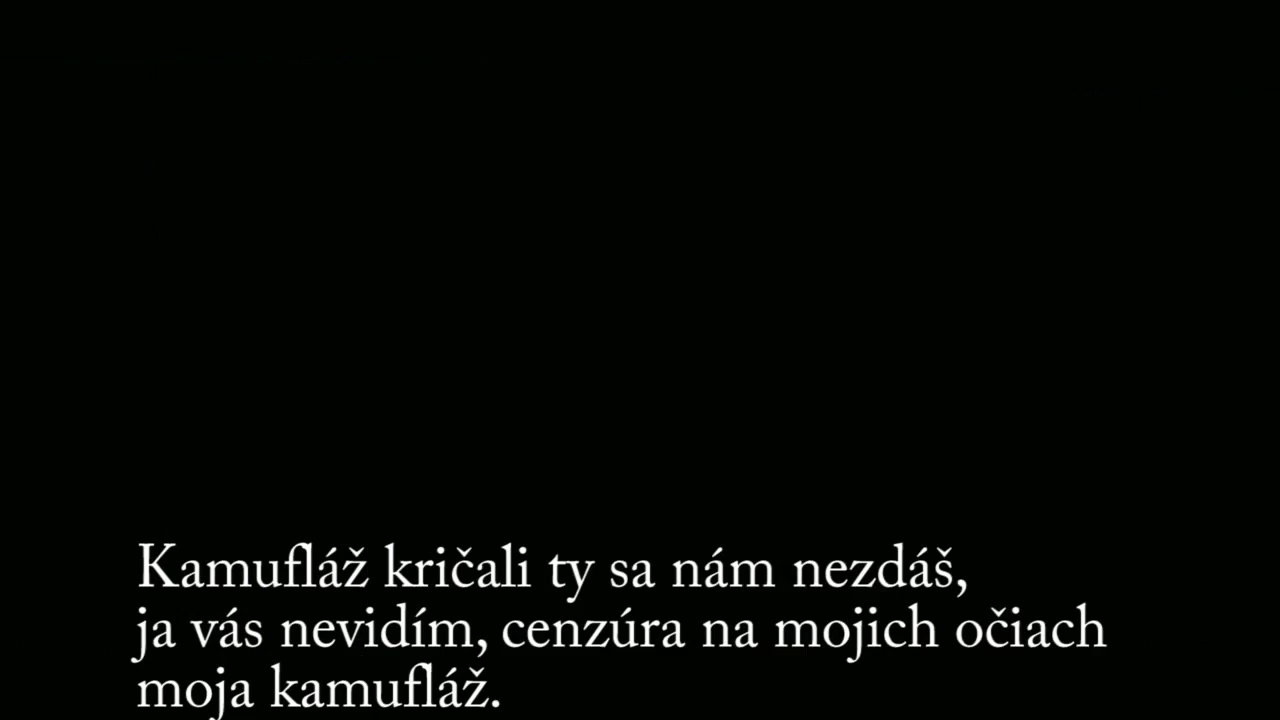 Kamufláž kričali ty sa nám nezdáš,
ja vás nevidím, cenzúra na mojich očiach
moja kamufláž.